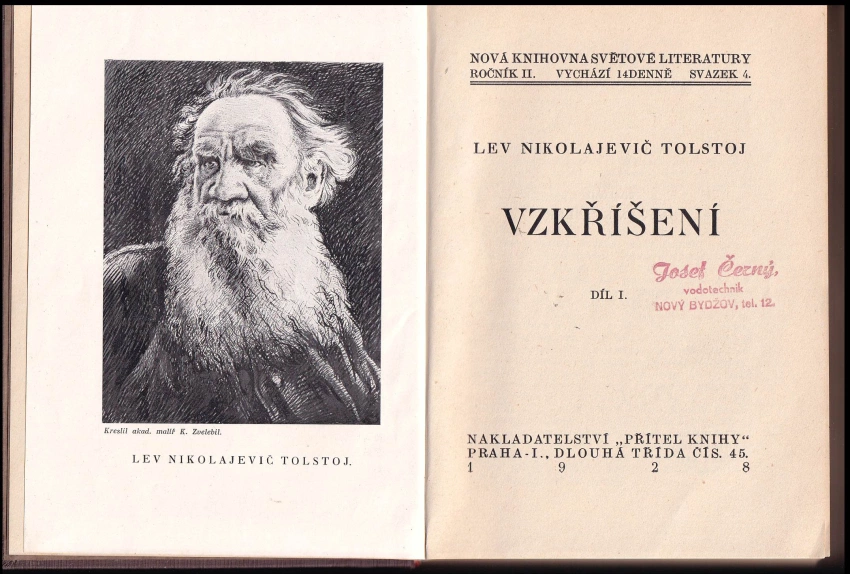 Kreslil akad. malíř K. Zvelebil.
LEV NIKOLAJEVIČ TOLSTOJ.
NOVÁ KNIHOVNA SVĚTOVÉ LITERATURY
ROČNÍK II. VYCHÁZÍ 14DENNĚ SVAZEK 4.
LEV NIKOLAJEVIČ TOLSTOJ
VZKŘÍŠENÍ
DÍL I.
Josef Černý,
vodotechnik
NOVÝ BYDŽOV, tel. 12.
NAKLADATELSTVÍ „PŘÍTEL KNIHY“
PRAHA-I., DLOUHÁ TŘÍDA ČÍS. 45.
1 9 2 8